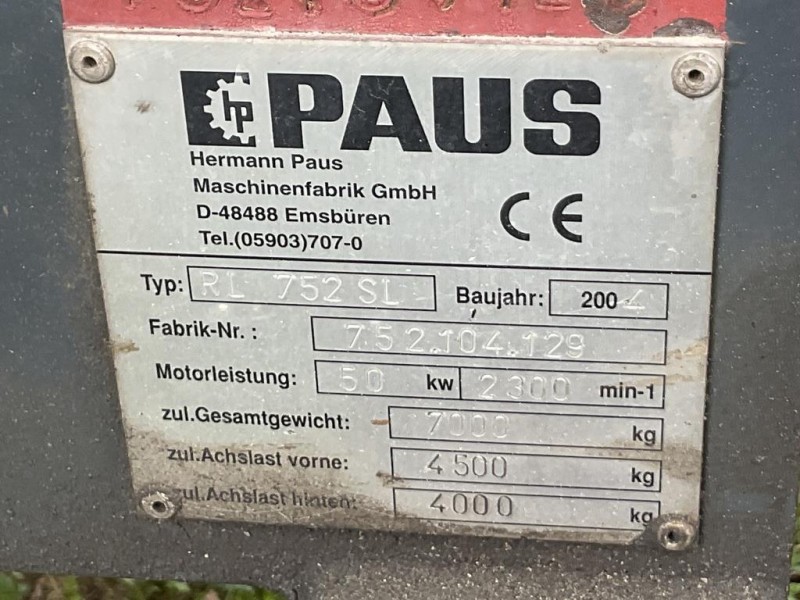 hp PAUS
Hermann Paus
Maschinenfabrik GmbH
D-48488 Emsbüren
Tel.(05903)707-0
CE
Typ: RL 752 SL Baujahr: 2004
Fabrik-Nr. : 752.104.129
Motorleistung: 50 kw 2300 min-1
zul.Gesamtgewicht: 7000 kg
zul.Achslast vorne: 4500 kg
zul.Achslast hinten: 4000 kg